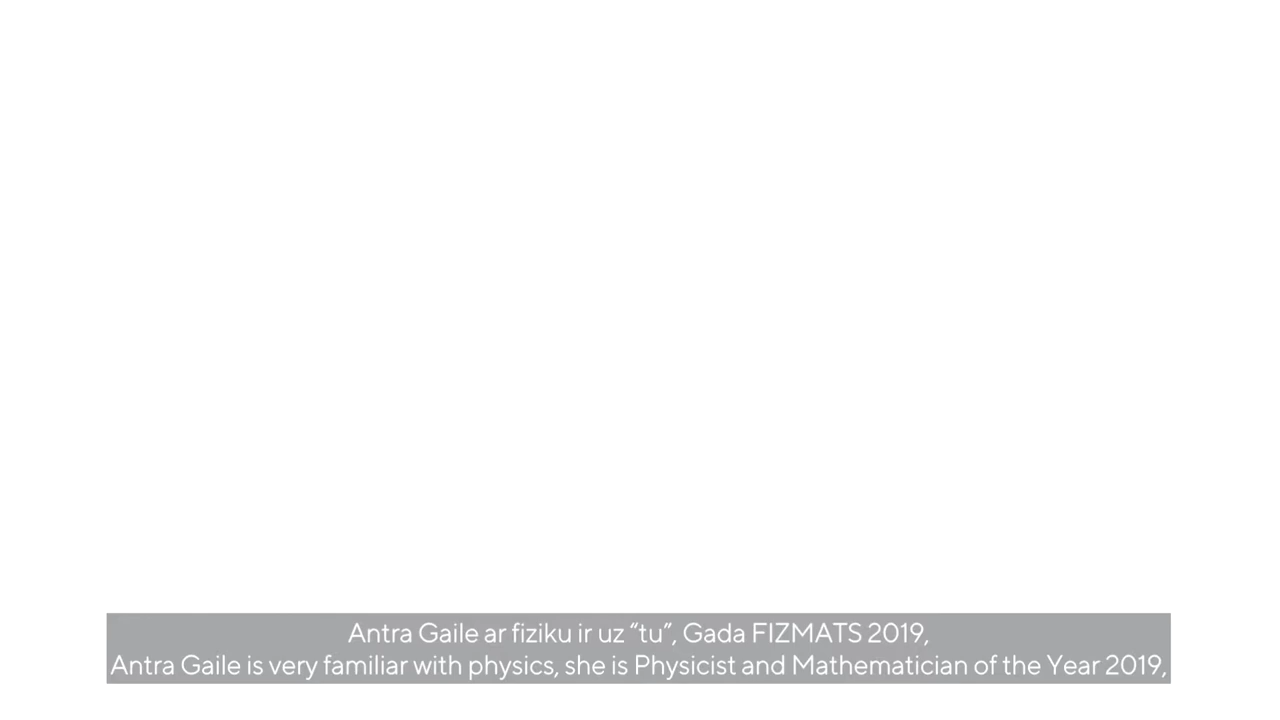 Antra Gaile ar fiziku ir uz “tu”, Gada FIZMATS 2019,
Antra Gaile is very familiar with physics, she is Physicist and Mathematician of the Year 2019,